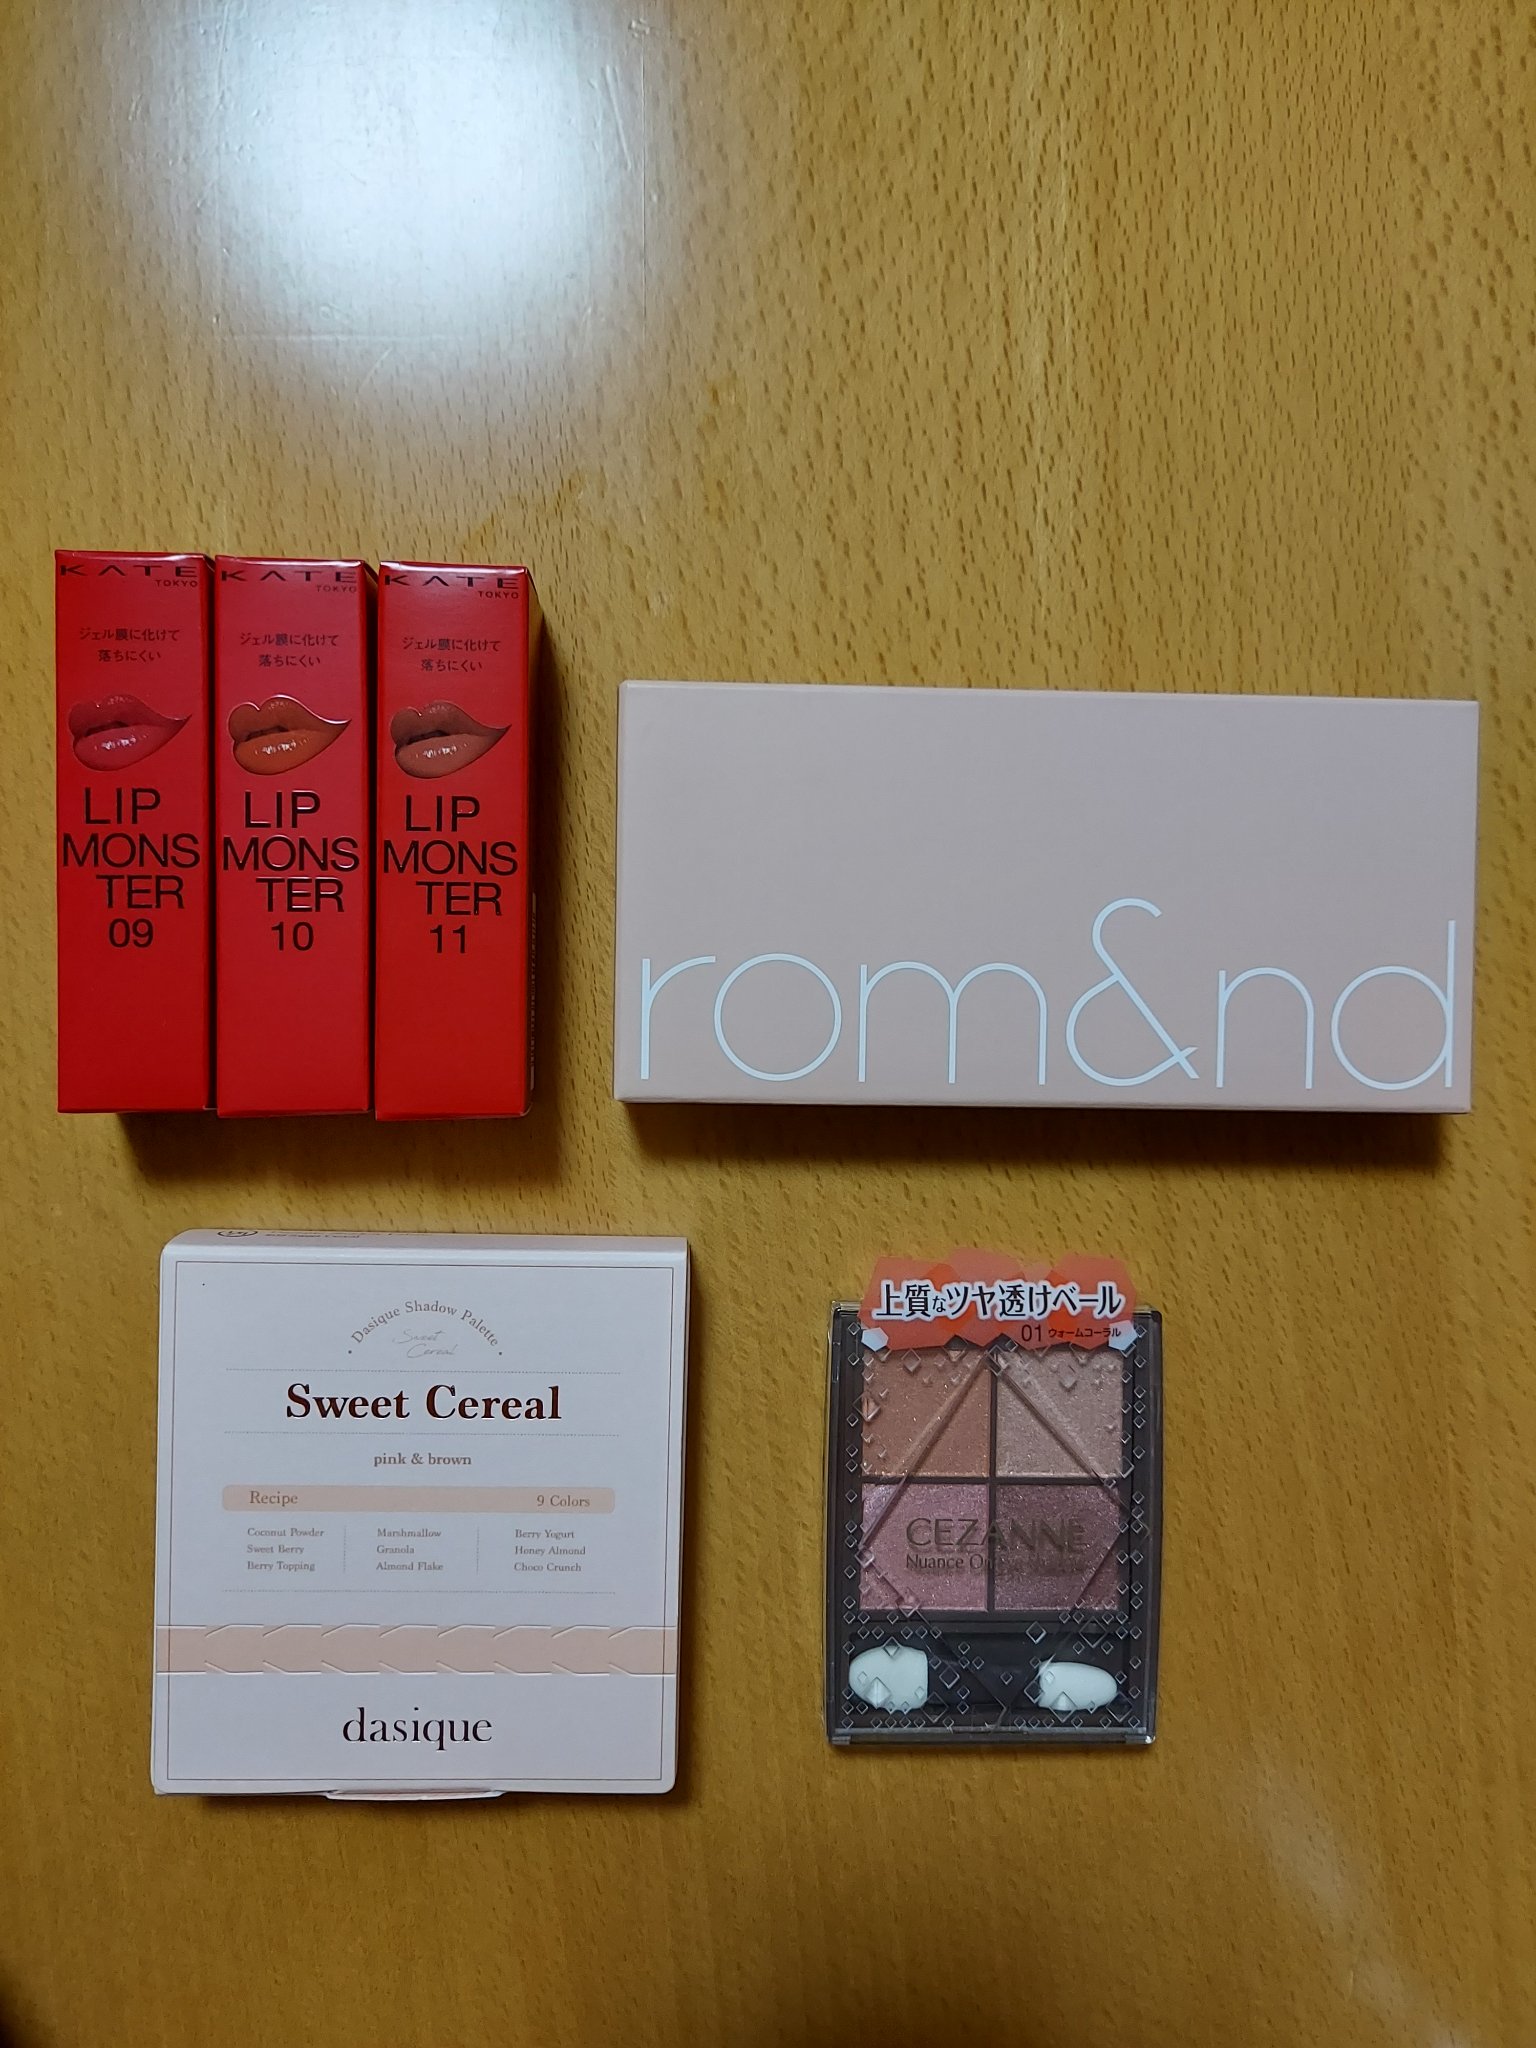 KATE
TOKYO
ジェル膜に化けて
落ちにくい
LIP
MONS
TER
09
KATE
TOKYO
ジェル膜に化けて
落ちにくい
LIP
MONS
TER
10
KATE
TOKYO
ジェル膜に化けて
落ちにくい
LIP
MONS
TER
11
rom&nd
Dasique Shadow Palette
Sweet
Cereal
Sweet Cereal
pink & brown
Recipe 9 Colors
Coconut Powder Marshmallow Berry Yogurt
Sweet Berry Granola Honey Almond
Berry Topping Almond Flake Choco Crunch
dasique
上質なツヤ透けベール
01 ウォームコーラル
CEZANNE
Nuance